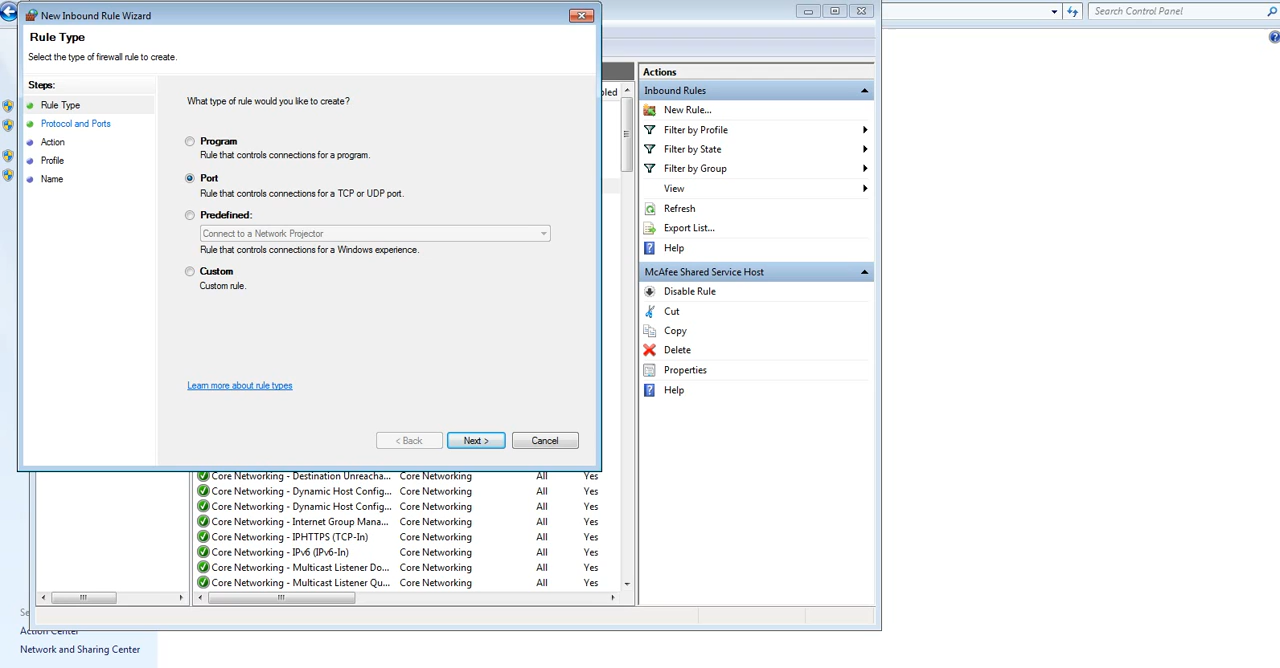 New Inbound Rule Wizard
Rule Type
Select the type of firewall rule to create.
Steps:
Rule Type
Protocol and Ports
Action
Profile
Name
What type of rule would you like to create?
Program
Rule that controls connections for a program.
Port
Rule that controls connections for a TCP or UDP port.
Predefined:
Connect to a Network Projector
Rule that controls connections for a Windows experience.
Custom
Custom rule.
Learn more about rule types
< Back
Next >
Cancel
Search Control Panel
Actions
Inbound Rules
New Rule...
Filter by Profile
Filter by State
Filter by Group
View
Refresh
Export List...
Help
McAfee Shared Service Host
Disable Rule
Cut
Copy
Delete
Properties
Help
Core Networking - Destination Unreacha... Core Networking All Yes
Core Networking - Dynamic Host Config... Core Networking All Yes
Core Networking - Dynamic Host Config... Core Networking All Yes
Core Networking - Internet Group Mana... Core Networking All Yes
Core Networking - IPHTTPS (TCP-In) Core Networking All Yes
Core Networking - IPv6 (IPv6-In) Core Networking All Yes
Core Networking - Multicast Listener Do... Core Networking All Yes
Core Networking - Multicast Listener Qu... Core Networking All Yes
Action Center
Network and Sharing Center